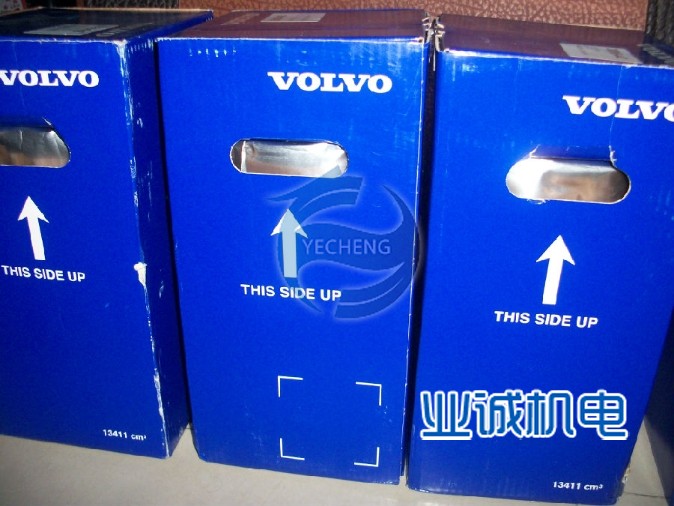 VOLVO
THIS SIDE UP
13411 cm³
VOLVO
YECHENG
THIS SIDE UP
VOLVO
THIS SIDE UP
业诚机电
13411 cm³